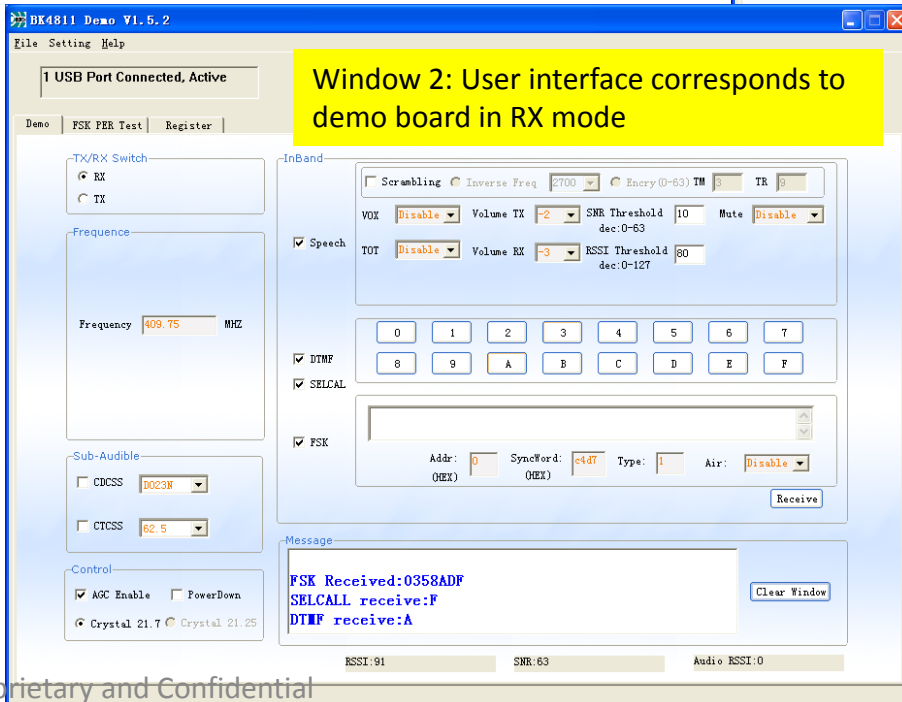 BK4811 Demo V1.5.2
File Setting Help
1 USB Port Connected, Active
Window 2: User interface corresponds to
demo board in RX mode
Demo FSK PER Test Register
TX/RX Switch
RX
TX
Frequence
Frequency 409.75 MHZ
Sub-Audible
CDCSS D023N
CTCSS 62.5
Control
AGC Enable PowerDown
Crystal 21.7 Crystal 21.25
InBand
Scrambling Inverse Freq 2700 Encry(0-63) TM 3 TR 9
VOX Disable Volume TX -2 SNR Threshold 10 Mute Disable
dec:0-63
Speech
TOT Disable Volume RX -3 RSSI Threshold 80
dec:0-127
0 1 2 3 4 5 6 7
DTMF
8 9 A B C D E F
SELCAL
FSK
Addr: 0 SyncWord: c4d7 Type: 1 Air: Disable
(HEX) (HEX)
Receive
Message
FSK Received:0358ADF
SELCALL receive:F
DTMF receive:A
Clear Window
RSSI:91 SNR:63 Audio RSSI:0
and Confidential